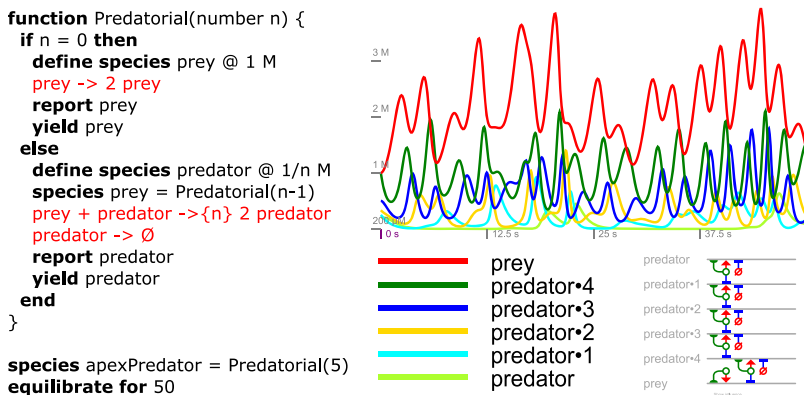 function Predatorial(number n) {
if n = 0 then
define species prey @ 1 M
prey -> 2 prey
report prey
yield prey
else
define species predator @ 1/n M
species prey = Predatorial(n-1)
prey + predator ->{n} 2 predator
predator -> Ø
report predator
yield predator
end
}
species apexPredator = Predatorial(5)
equilibrate for 50
3 M
2 M
1 M
0 s
12.5 s
25 s
37.5 s
prey
predator•4
predator•3
predator•2
predator•1
predator
predator
predator•1
predator•2
predator•3
predator•4
prey